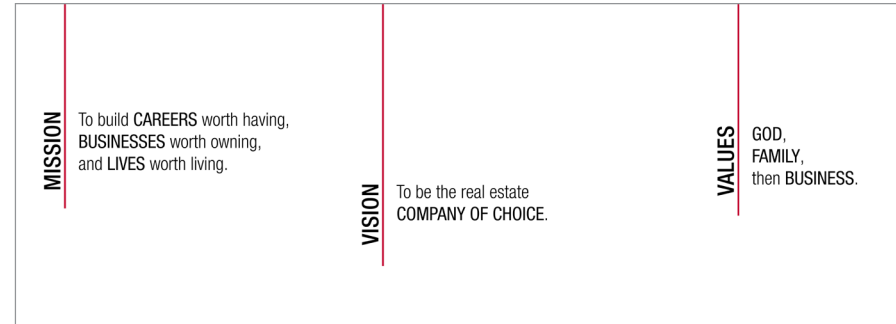 MISSION
To build CAREERS worth having,
BUSINESSES worth owning,
and LIVES worth living.
VISION
To be the real estate
COMPANY OF CHOICE.
VALUES
GOD,
FAMILY,
then BUSINESS.